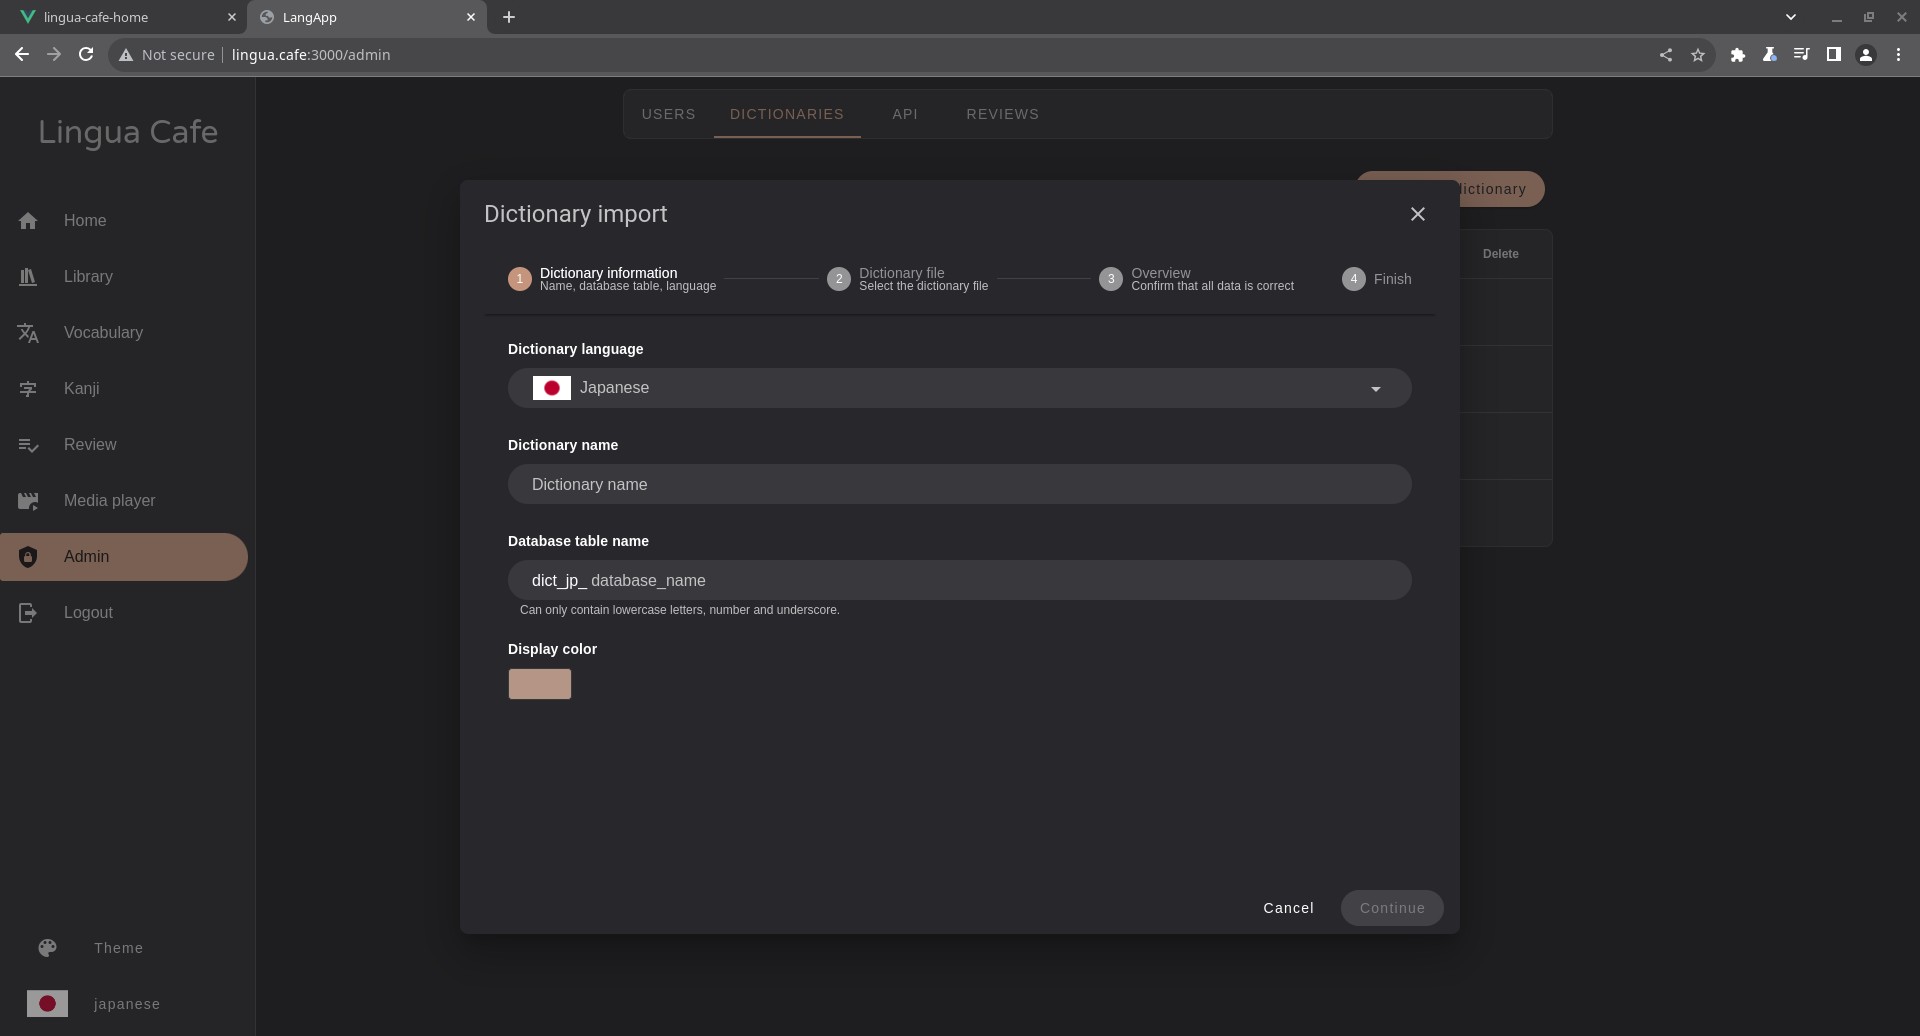 lingua-cafe-home
LangApp
Not secure
lingua.cafe:3000/admin
Lingua Cafe
Home
Library
Vocabulary
Kanji
Review
Media player
Admin
Logout
Theme
japanese
USERS
DICTIONARIES
API
REVIEWS
dictionary
Delete
Dictionary import
1
Dictionary information
Name, database table, language
2
Dictionary file
Select the dictionary file
3
Overview
Confirm that all data is correct
4
Finish
Dictionary language
Japanese
Dictionary name
Dictionary name
Database table name
dict_jp_ database_name
Can only contain lowercase letters, number and underscore.
Display color
Cancel
Continue